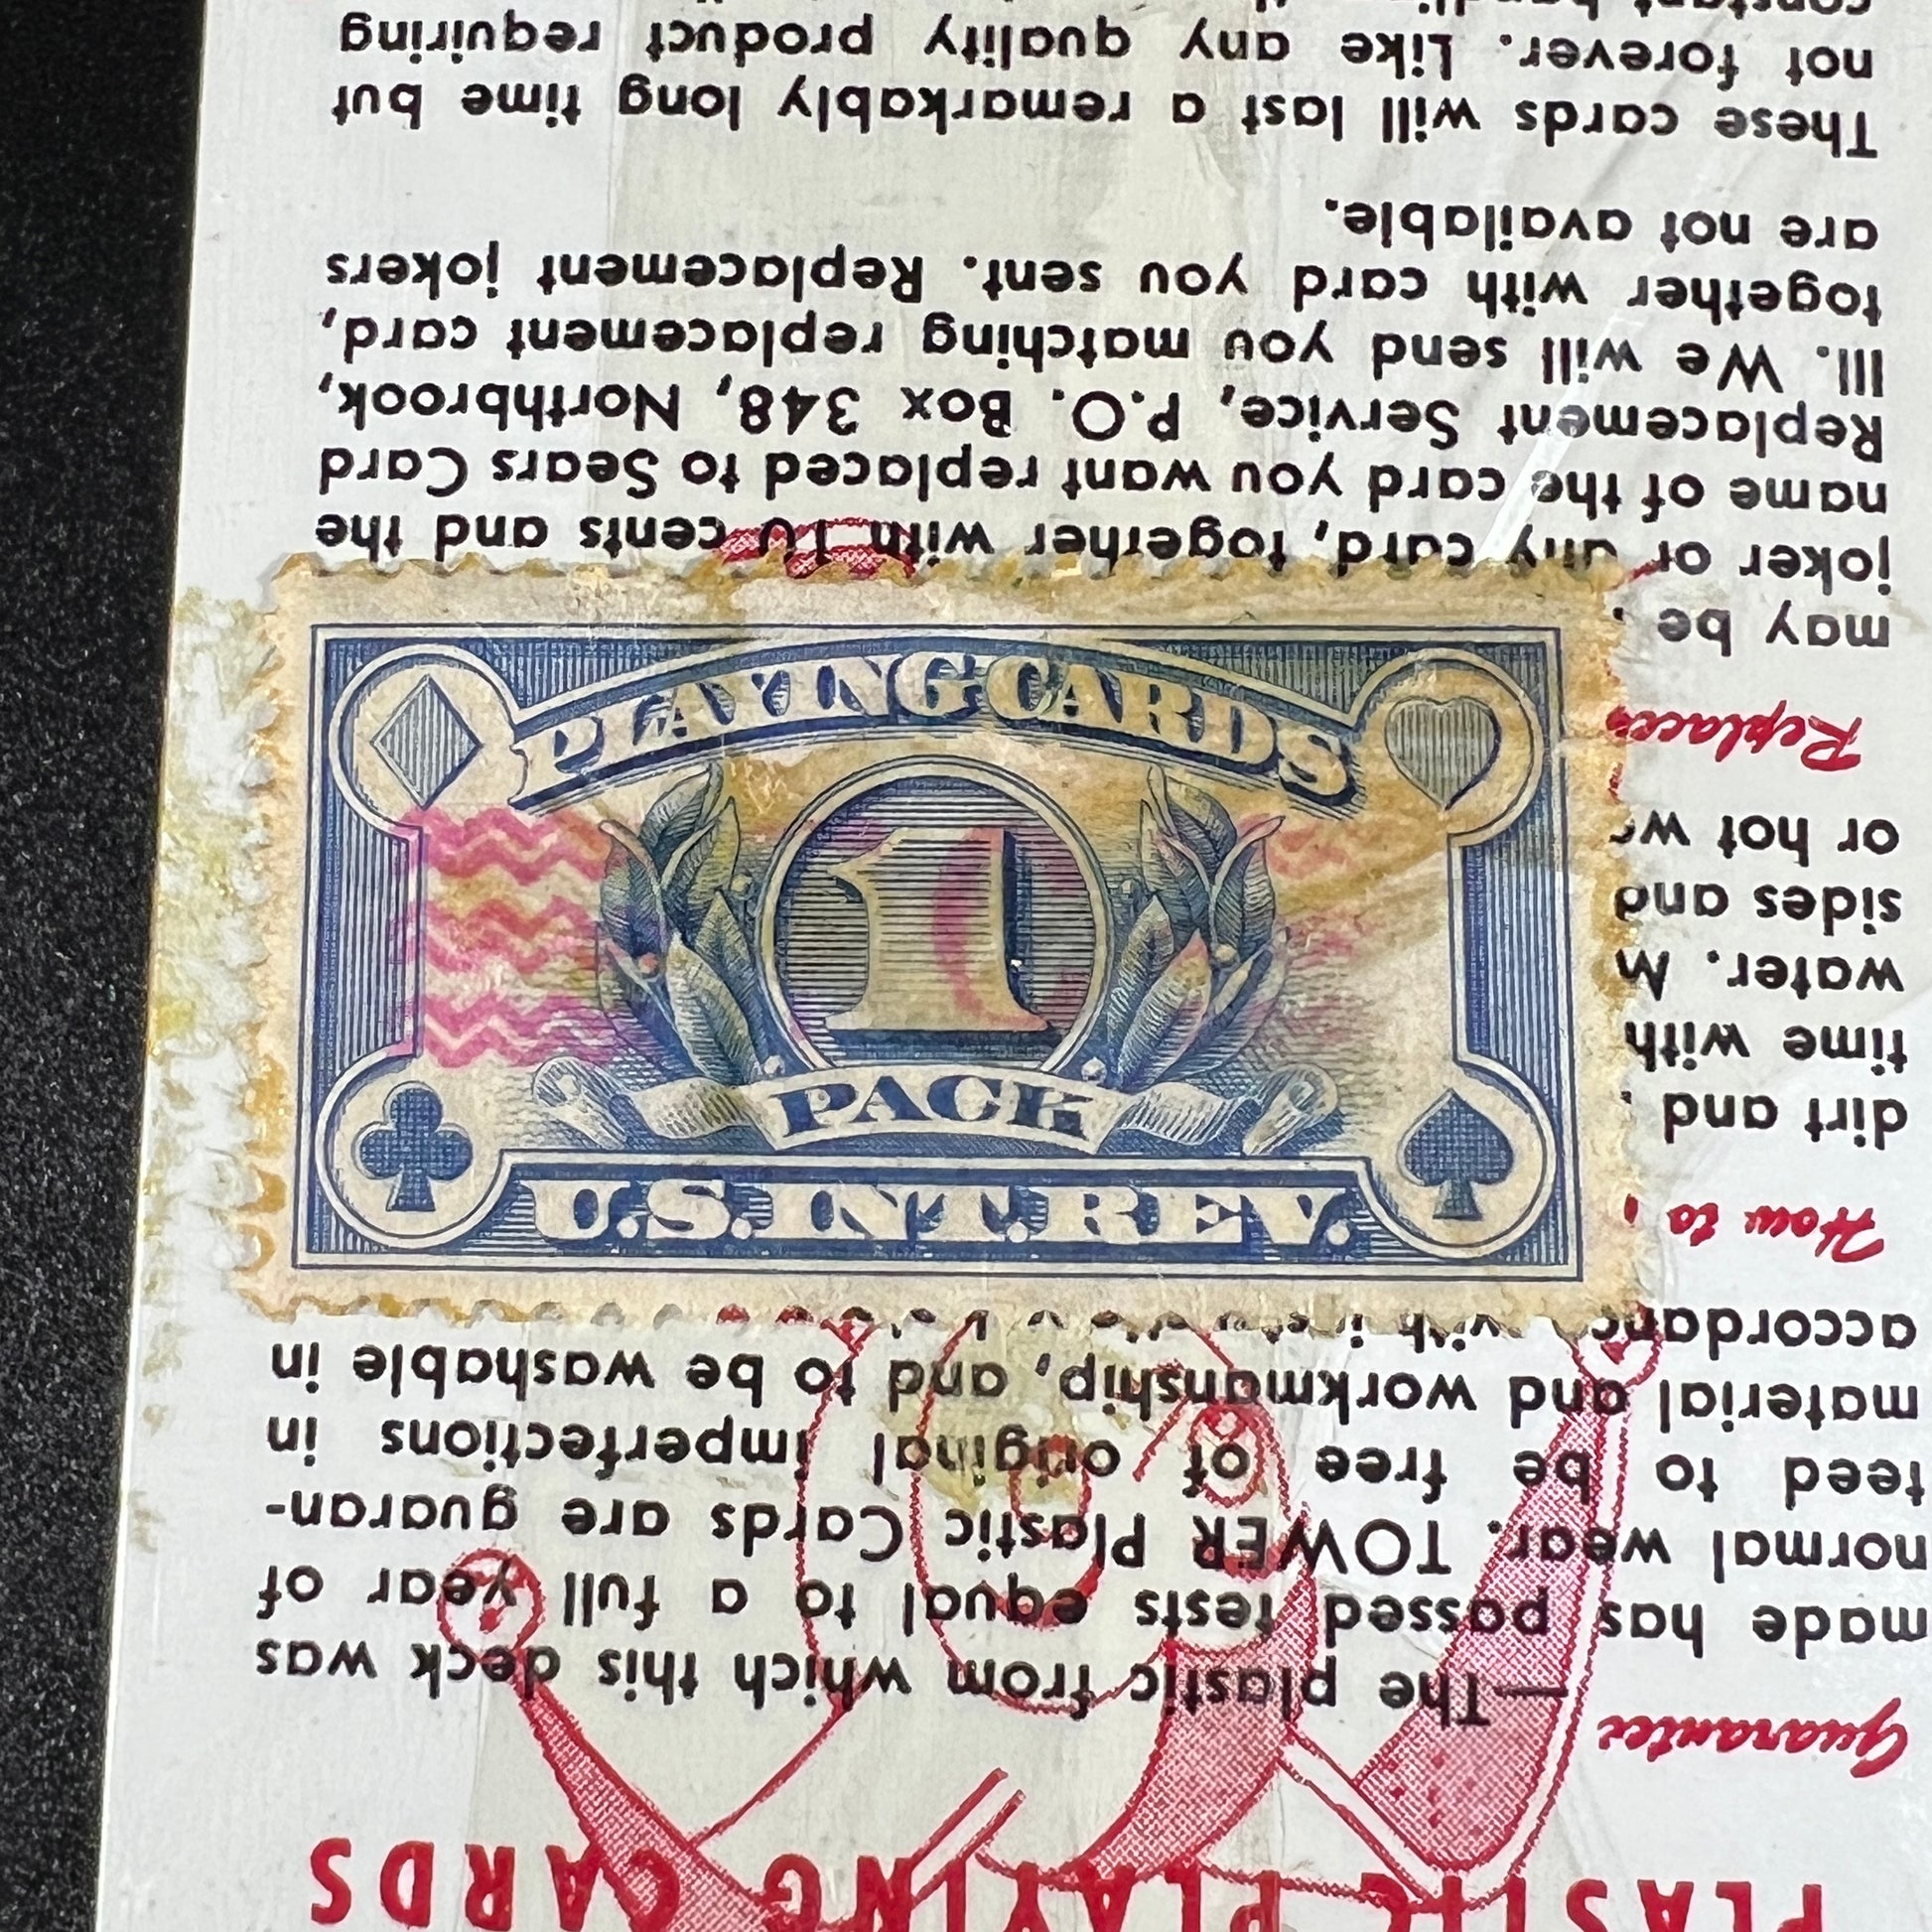 PLAYING CARDS
1
PACK
U.S. INT. REV.
PLASTIC PLAYING CARDS
Guarantee—The plastic from which this deck was
made has passed tests equal to a full year of
normal wear. TOWER Plastic Cards are guaran-
teed to be free of original imperfections in
material and workmanship, and to be washable in
accordance with
How to
dirt and
time with
water.
sides and
or hot
may be
joker or any card, together with 10 cents and the
name of the card you want replaced to Sears Card
Replacement Service, P.O. Box 348, Northbrook,
Ill. We will send you matching replacement card,
together with card you sent. Replacement jokers
are not available.
These cards will last a remarkably long time but
not forever. Like any quality product requiring